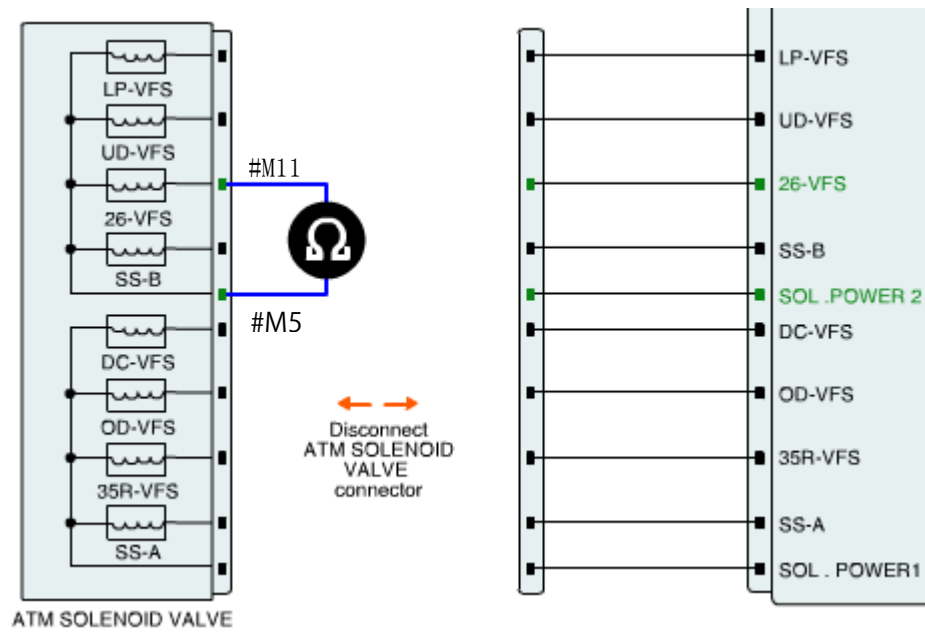 LP-VFS
UD-VFS
26-VFS
SS-B
DC-VFS
OD-VFS
35R-VFS
SS-A
ATM SOLENOID VALVE
#M11
Ω
#M5
Disconnect
ATM SOLENOID
VALVE
connector
LP-VFS
UD-VFS
26-VFS
SS-B
SOL .POWER 2
DC-VFS
OD-VFS
35R-VFS
SS-A
SOL . POWER1